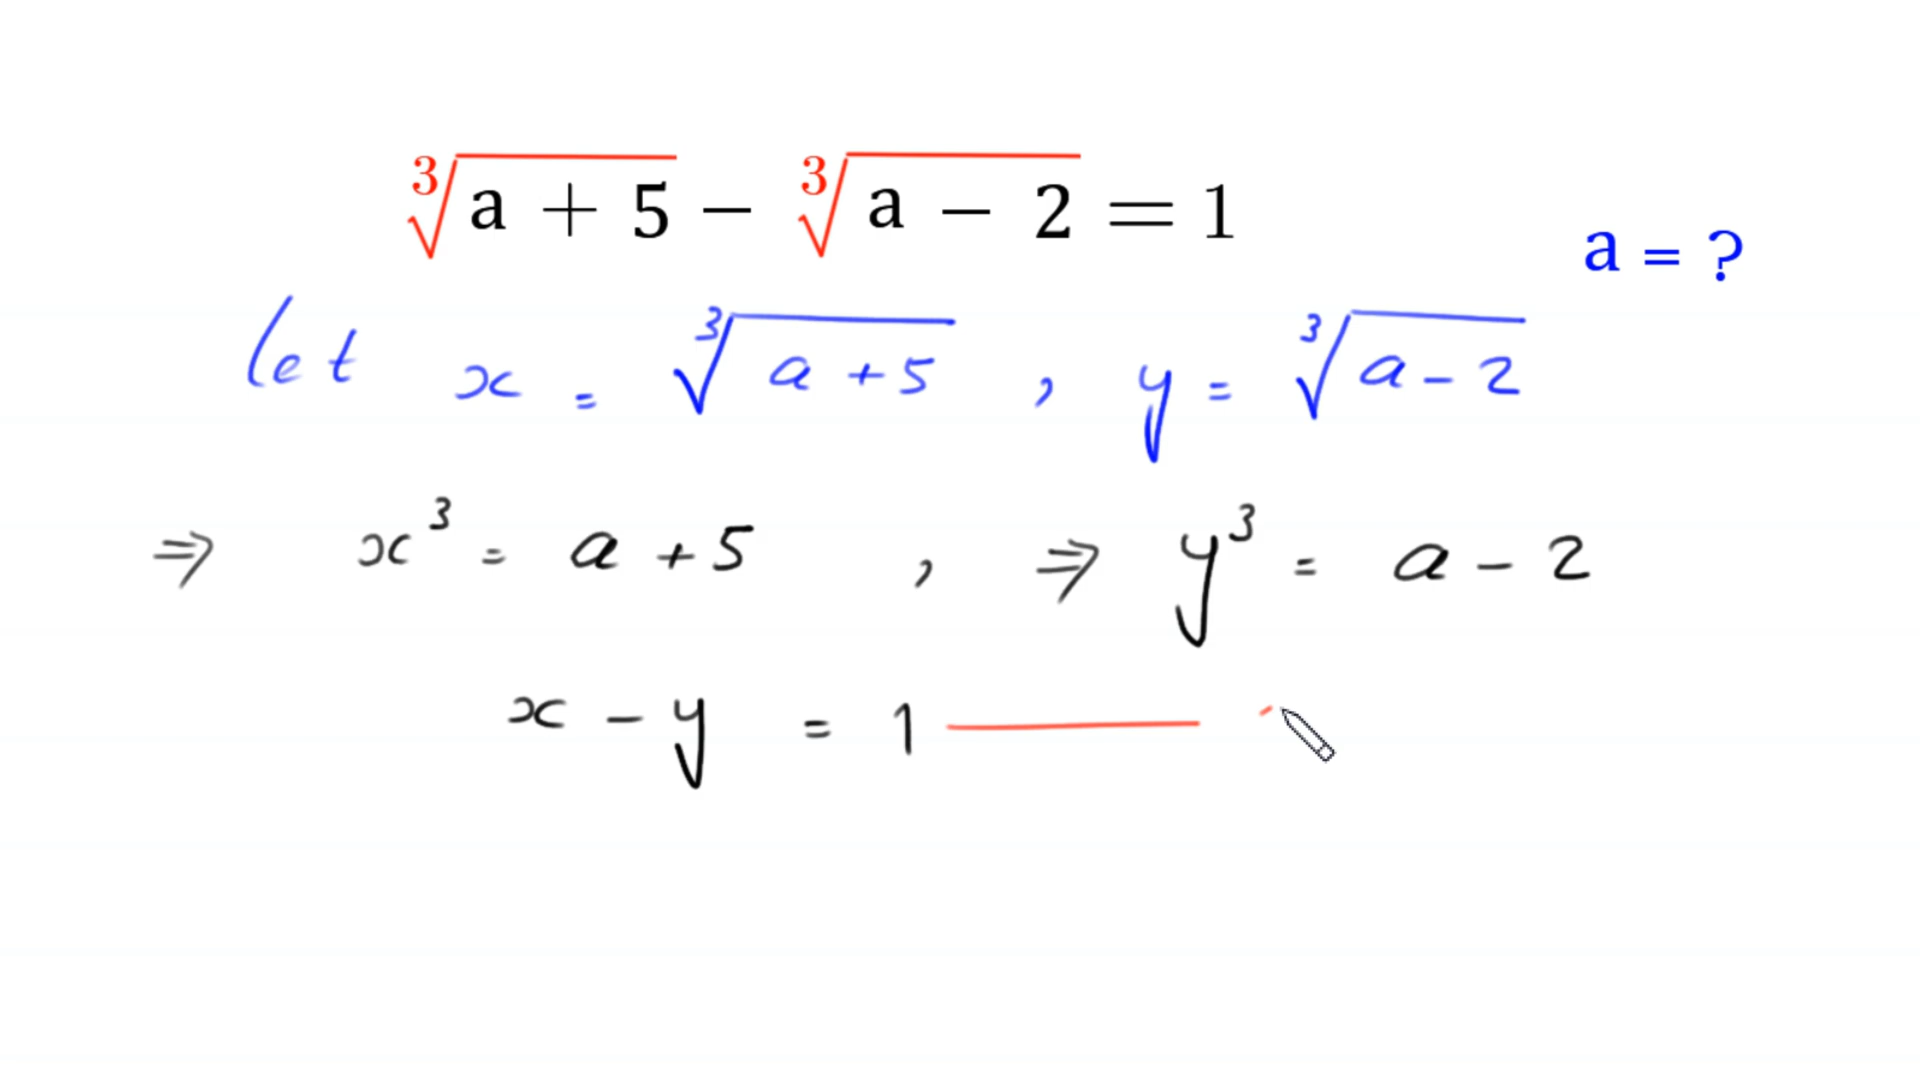 ∛(a + 5) − ∛(a − 2) = 1
a = ?
let x = ∛(a + 5) , y = ∛(a − 2)
⇒ x³ = a + 5 , ⇒ y³ = a − 2
x − y = 1